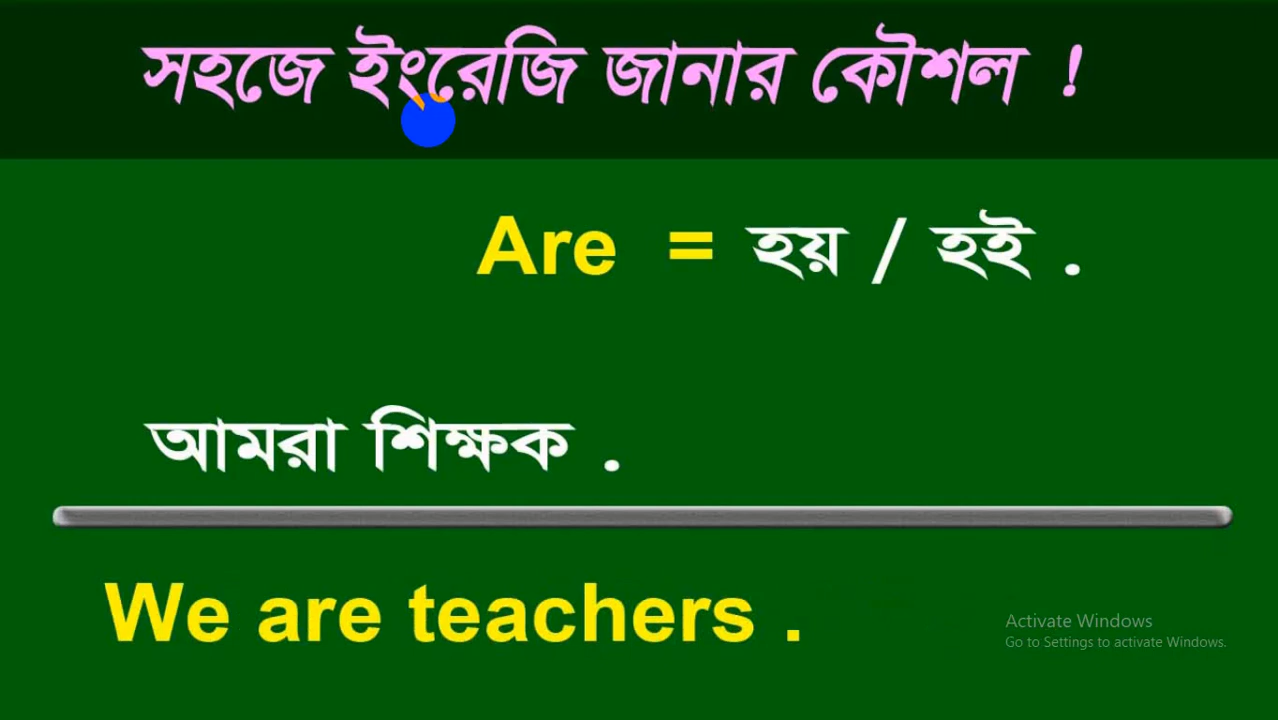 সহজে ইংরেজি জানার কৌশল !
Are = হয় / হই .
আমরা শিক্ষক .
We are teachers .
Activate Windows
Go to Settings to activate Windows.